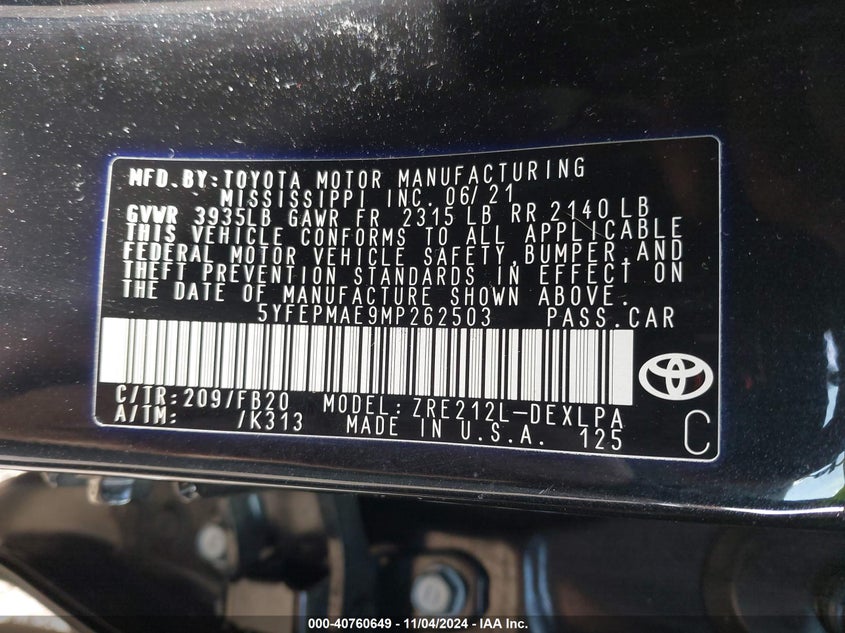 MFD.BY:TOYOTA MOTOR MANUFACTURING
MISSISSIPPI INC. 06/21
GVWR 3935LB GAWR FR 2315 LB RR 2140LB
THIS VEHICLE CONFORMS TO ALL APPLICABLE
FEDERAL MOTOR VEHICLE SAFETY,BUMPER,AND
THEFT PREVENTION STANDARDS IN EFFECT ON
THE DATE OF MANUFACTURE SHOWN ABOVE.
5YFEPMAE9MP262503 PASS.CAR
C/TR:209/FB20 MODEL:ZRE212L-DEXLPA
A/TM: /K313 MADE IN U.S.A. 125
C
000-40760649 - 11/04/2024 - IAA Inc.